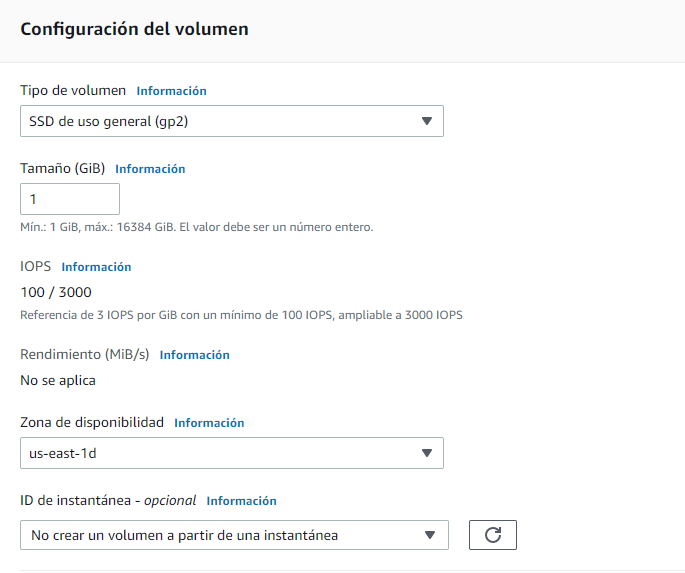 Configuración del volumen
Tipo de volumen Información
SSD de uso general (gp2)
Tamaño (GiB) Información
1
Mín.: 1 GiB, máx.: 16384 GiB. El valor debe ser un número entero.
IOPS Información
100 / 3000
Referencia de 3 IOPS por GiB con un mínimo de 100 IOPS, ampliable a 3000 IOPS
Rendimiento (MiB/s) Información
No se aplica
Zona de disponibilidad Información
us-east-1d
ID de instantánea - opcional Información
No crear un volumen a partir de una instantánea